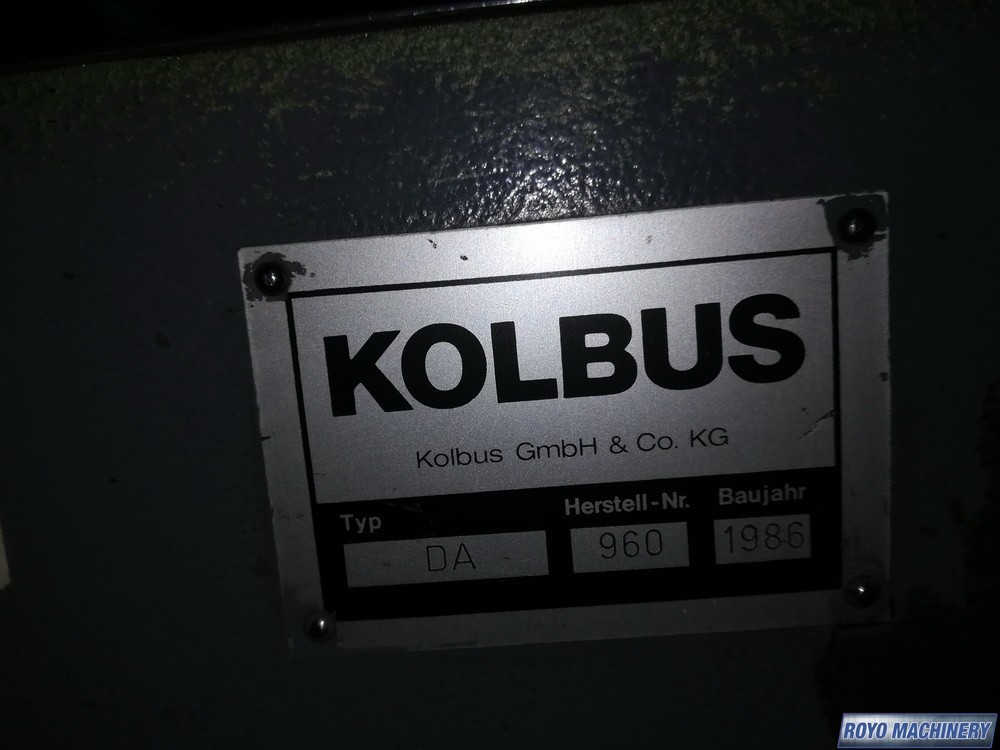 KOLBUS
Kolbus GmbH & Co. KG
Typ Herstell-Nr. Baujahr
DA 960 1986
ROYO MACHINERY